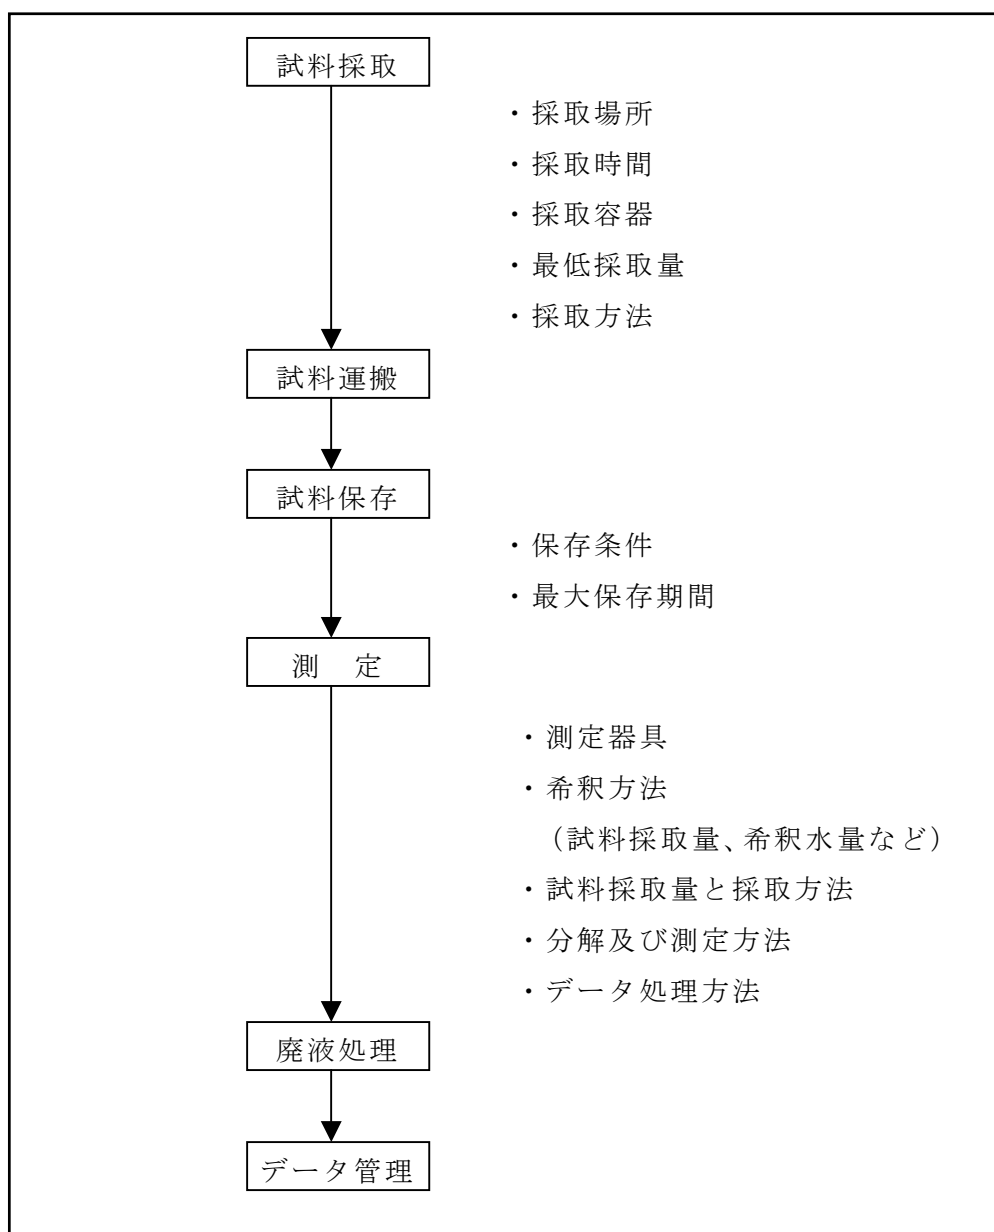 試料採取
・採取場所
・採取時間
・採取容器
・最低採取量
・採取方法
試料運搬
試料保存
・保存条件
・最大保存期間
測　定
・測定器具
・希釈方法
（試料採取量、希釈水量など）
・試料採取量と採取方法
・分解及び測定方法
・データ処理方法
廃液処理
データ管理